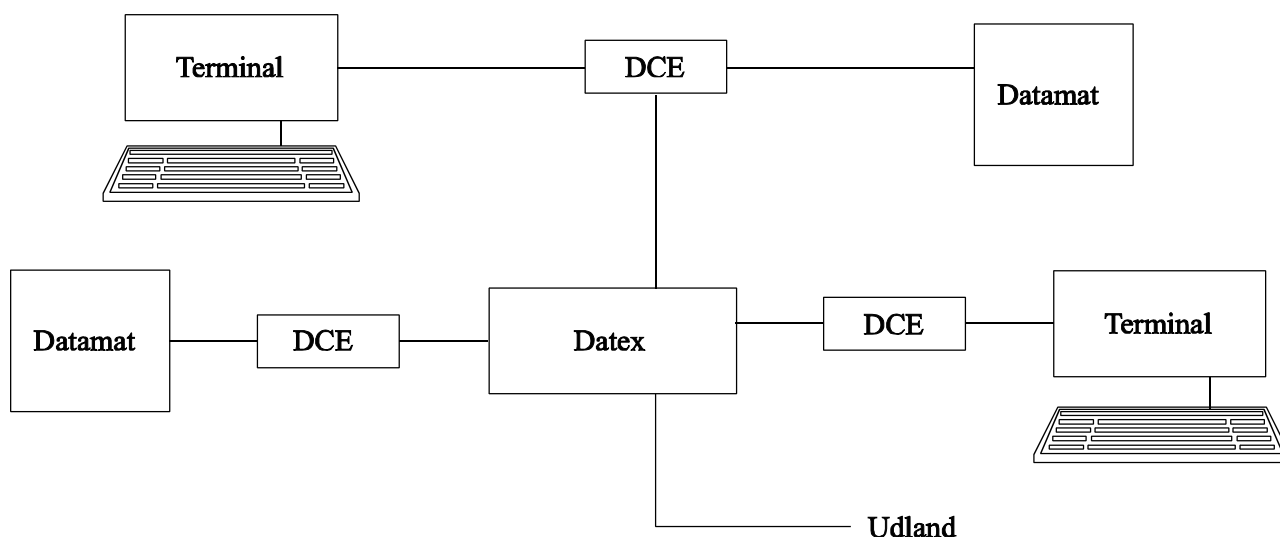 Terminal
DCE
Datamat
Datamat
DCE
Datex
DCE
Terminal
Udland